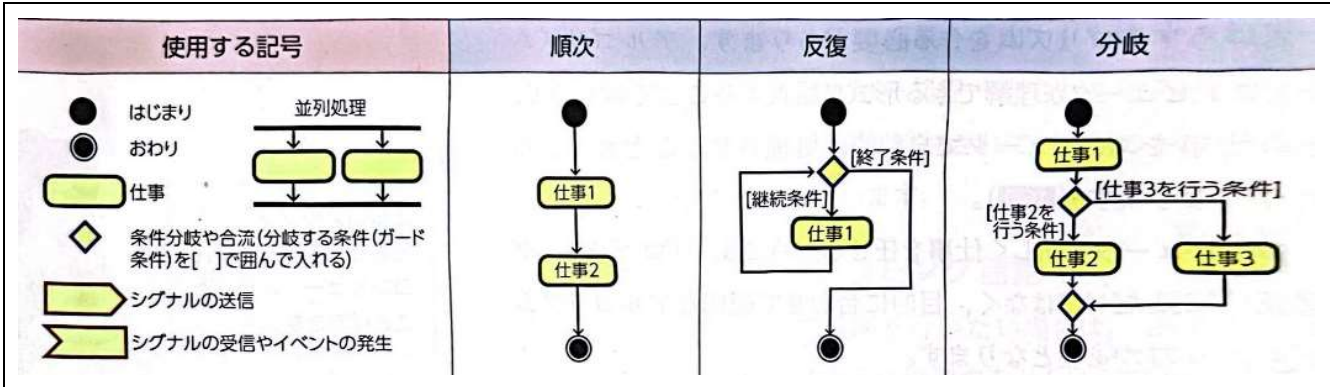 使用する記号
順次
反復
分岐
はじまり
おわり
並列処理
仕事
条件分岐や合流(分岐する条件(ガード
条件)を[ ]で囲んで入れる)
シグナルの送信
シグナルの受信やイベントの発生
仕事1
仕事2
[終了条件]
[継続条件]
仕事1
仕事1
[仕事3を行う条件]
[仕事2を
行う条件]
仕事2
仕事3